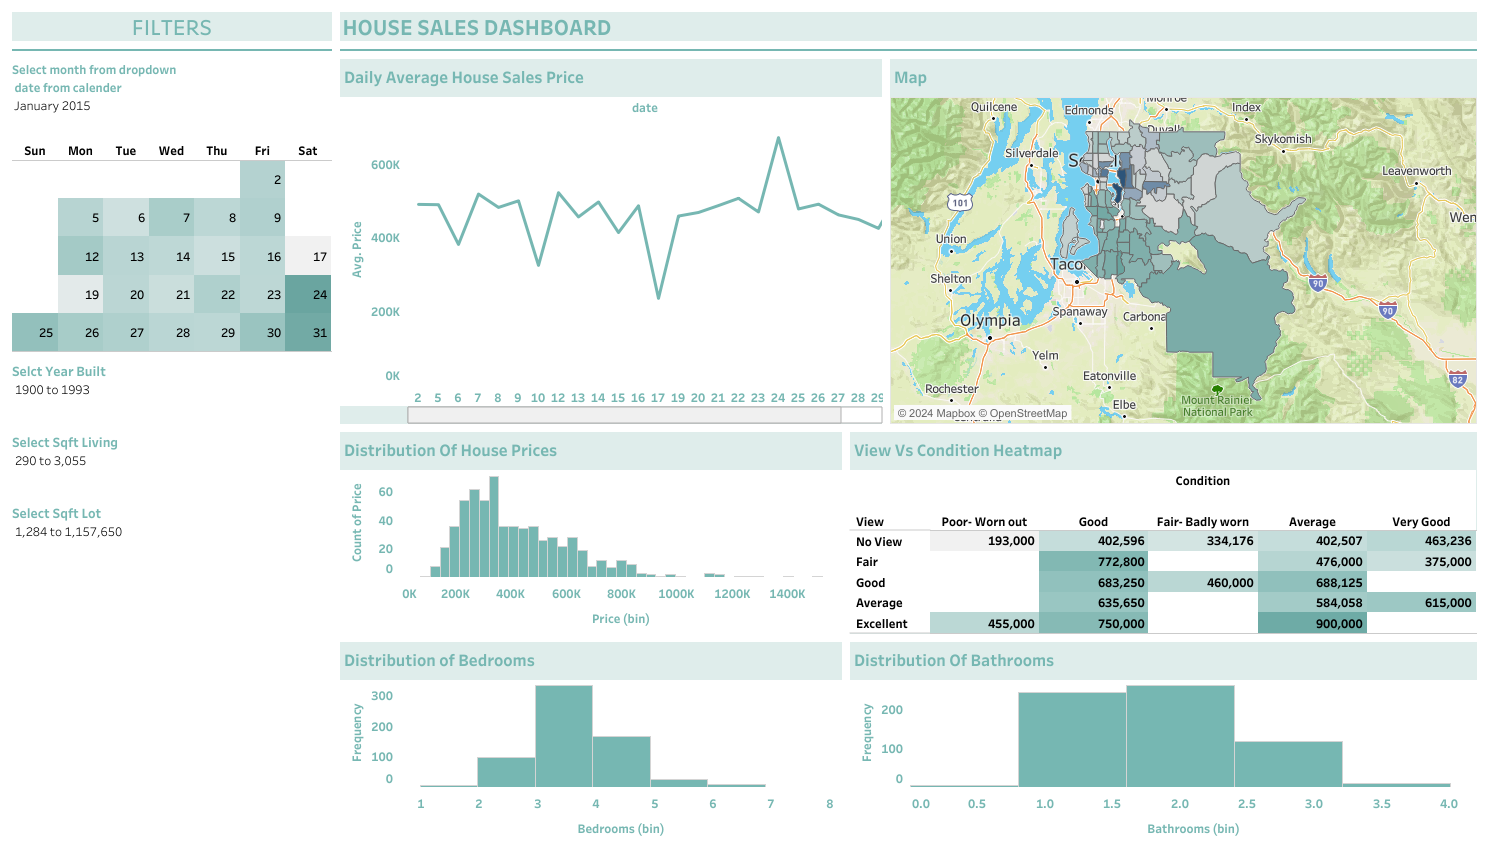 FILTERS
HOUSE SALES DASHBOARD
Select month from dropdown
date from calender
January 2015
Sun Mon Tue Wed Thu Fri Sat
2
5 6 7 8 9
12 13 14 15 16 17
19 20 21 22 23 24
25 26 27 28 29 30 31
Selct Year Built
1900 to 1993
Select Sqft Living
290 to 3,055
Select Sqft Lot
1,284 to 1,157,650
Daily Average House Sales Price
date
600K
400K
200K
0K
Avg. Price
2 5 6 7 8 9 10 12 13 14 15 16 17 19 20 21 22 23 24 25 26 27 28 29
Map
Quilcene
Edmonds
Monroe
Index
Duvall
Skykomish
Silverdale
Leavenworth
101
Wen
Union
Taco
Shelton
90
90
Spanaway
Carbona
Olympia
Yelm
Eatonville
82
Rochester
Mount Rainier
National Park
Elbe
© 2024 Mapbox © OpenStreetMap
Distribution Of House Prices
60
40
20
0
Count of Price
0K 200K 400K 600K 800K 1000K 1200K 1400K
Price (bin)
View Vs Condition Heatmap
Condition
View Poor- Worn out Good Fair- Badly worn Average Very Good
No View 193,000 402,596 334,176 402,507 463,236
Fair 772,800 476,000 375,000
Good 683,250 460,000 688,125
Average 635,650 584,058 615,000
Excellent 455,000 750,000 900,000
Distribution of Bedrooms
300
200
100
0
Frequency
1 2 3 4 5 6 7 8
Bedrooms (bin)
Distribution Of Bathrooms
200
100
0
Frequency
0.0 0.5 1.0 1.5 2.0 2.5 3.0 3.5 4.0
Bathrooms (bin)